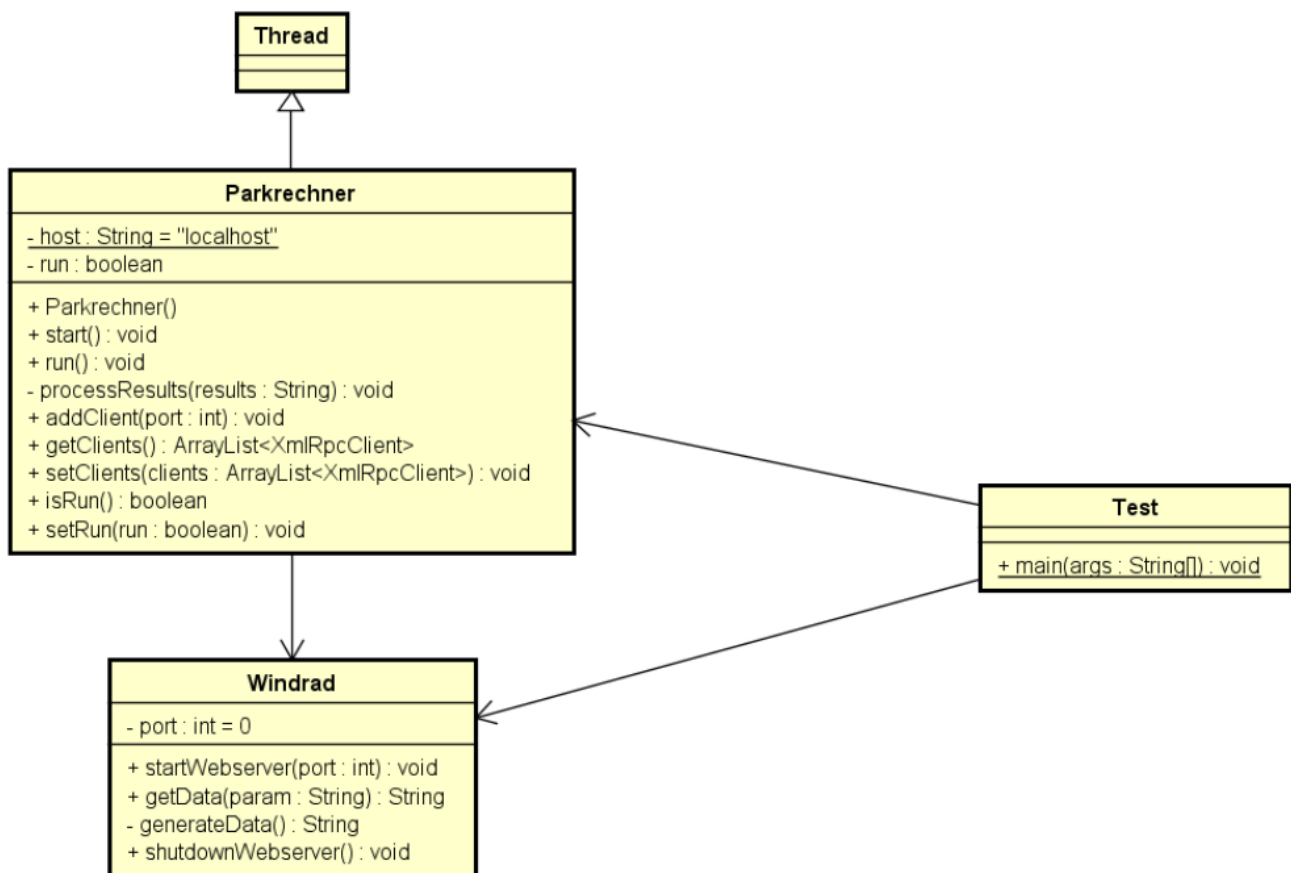 Thread
Parkrechner
- host : String = "localhost"
- run : boolean
+ Parkrechner()
+ start() : void
+ run() : void
- processResults(results : String) : void
+ addClient(port : int) : void
+ getClients() : ArrayList<XmlRpcClient>
+ setClients(clients : ArrayList<XmlRpcClient>) : void
+ isRun() : boolean
+ setRun(run : boolean) : void
Test
+ main(args : String[]) : void
Windrad
- port : int = 0
+ startWebserver(port : int) : void
+ getData(param : String) : String
- generateData() : String
+ shutdownWebserver() : void